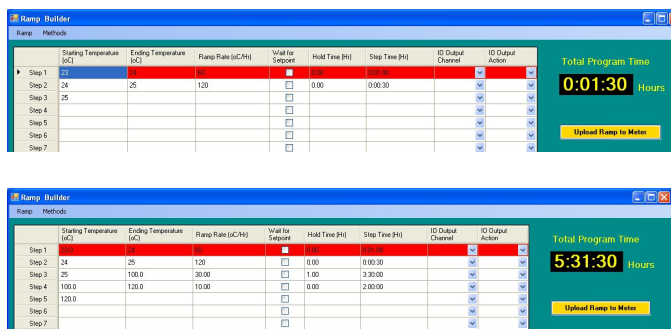 Ramp Builder
Ramp Methods
Starting Temperature (oC) Ending Temperature (oC) Ramp Rate (oC/Hr) Wait for Setpoint Hold Time (Hr) Step Time (Hr) IO Output Channel IO Output Action
Step 1 23 24 60 0.00 0:01:00
Step 2 24 25 120 0.00 0:00:30
Step 3 25
Step 4
Step 5
Step 6
Step 7
Total Program Time
0:01:30 Hours
Upload Ramp to Meter
Ramp Builder
Ramp Methods
Starting Temperature (oC) Ending Temperature (oC) Ramp Rate (oC/Hr) Wait for Setpoint Hold Time (Hr) Step Time (Hr) IO Output Channel IO Output Action
Step 1 24 60 0.00 0:01:00
Step 2 24 25 120 0.00 0:00:30
Step 3 25 100.0 30.00 1.00 3:30:00
Step 4 100.0 120.0 10.00 0.00 2:00:00
Step 5 120.0
Step 6
Step 7
Total Program Time
5:31:30 Hours
Upload Ramp to Meter